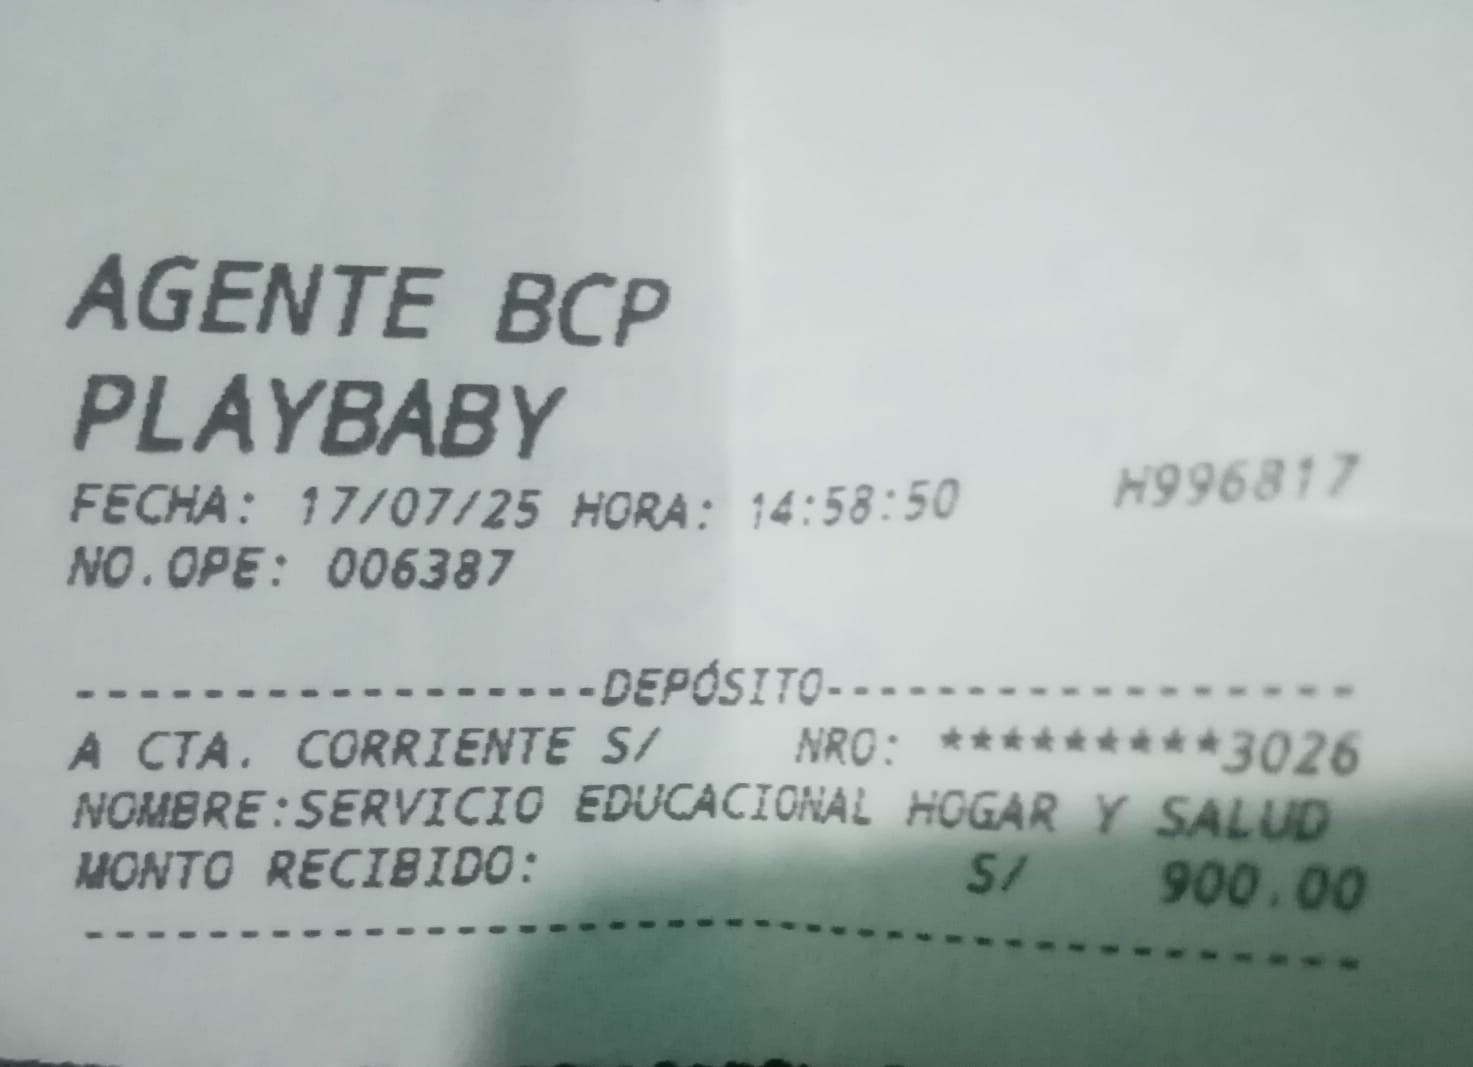 AGENTE BCP
PLAYBABY
FECHA: 17/07/25 HORA: 14:58:50 H996817
NO.OPE: 006387
------------------DEPÓSITO------------------
A CTA. CORRIENTE S/ NRO: *********3026
NOMBRE:SERVICIO EDUCACIONAL HOGAR Y SALUD
MONTO RECIBIDO: S/ 900.00
------------------------------------------